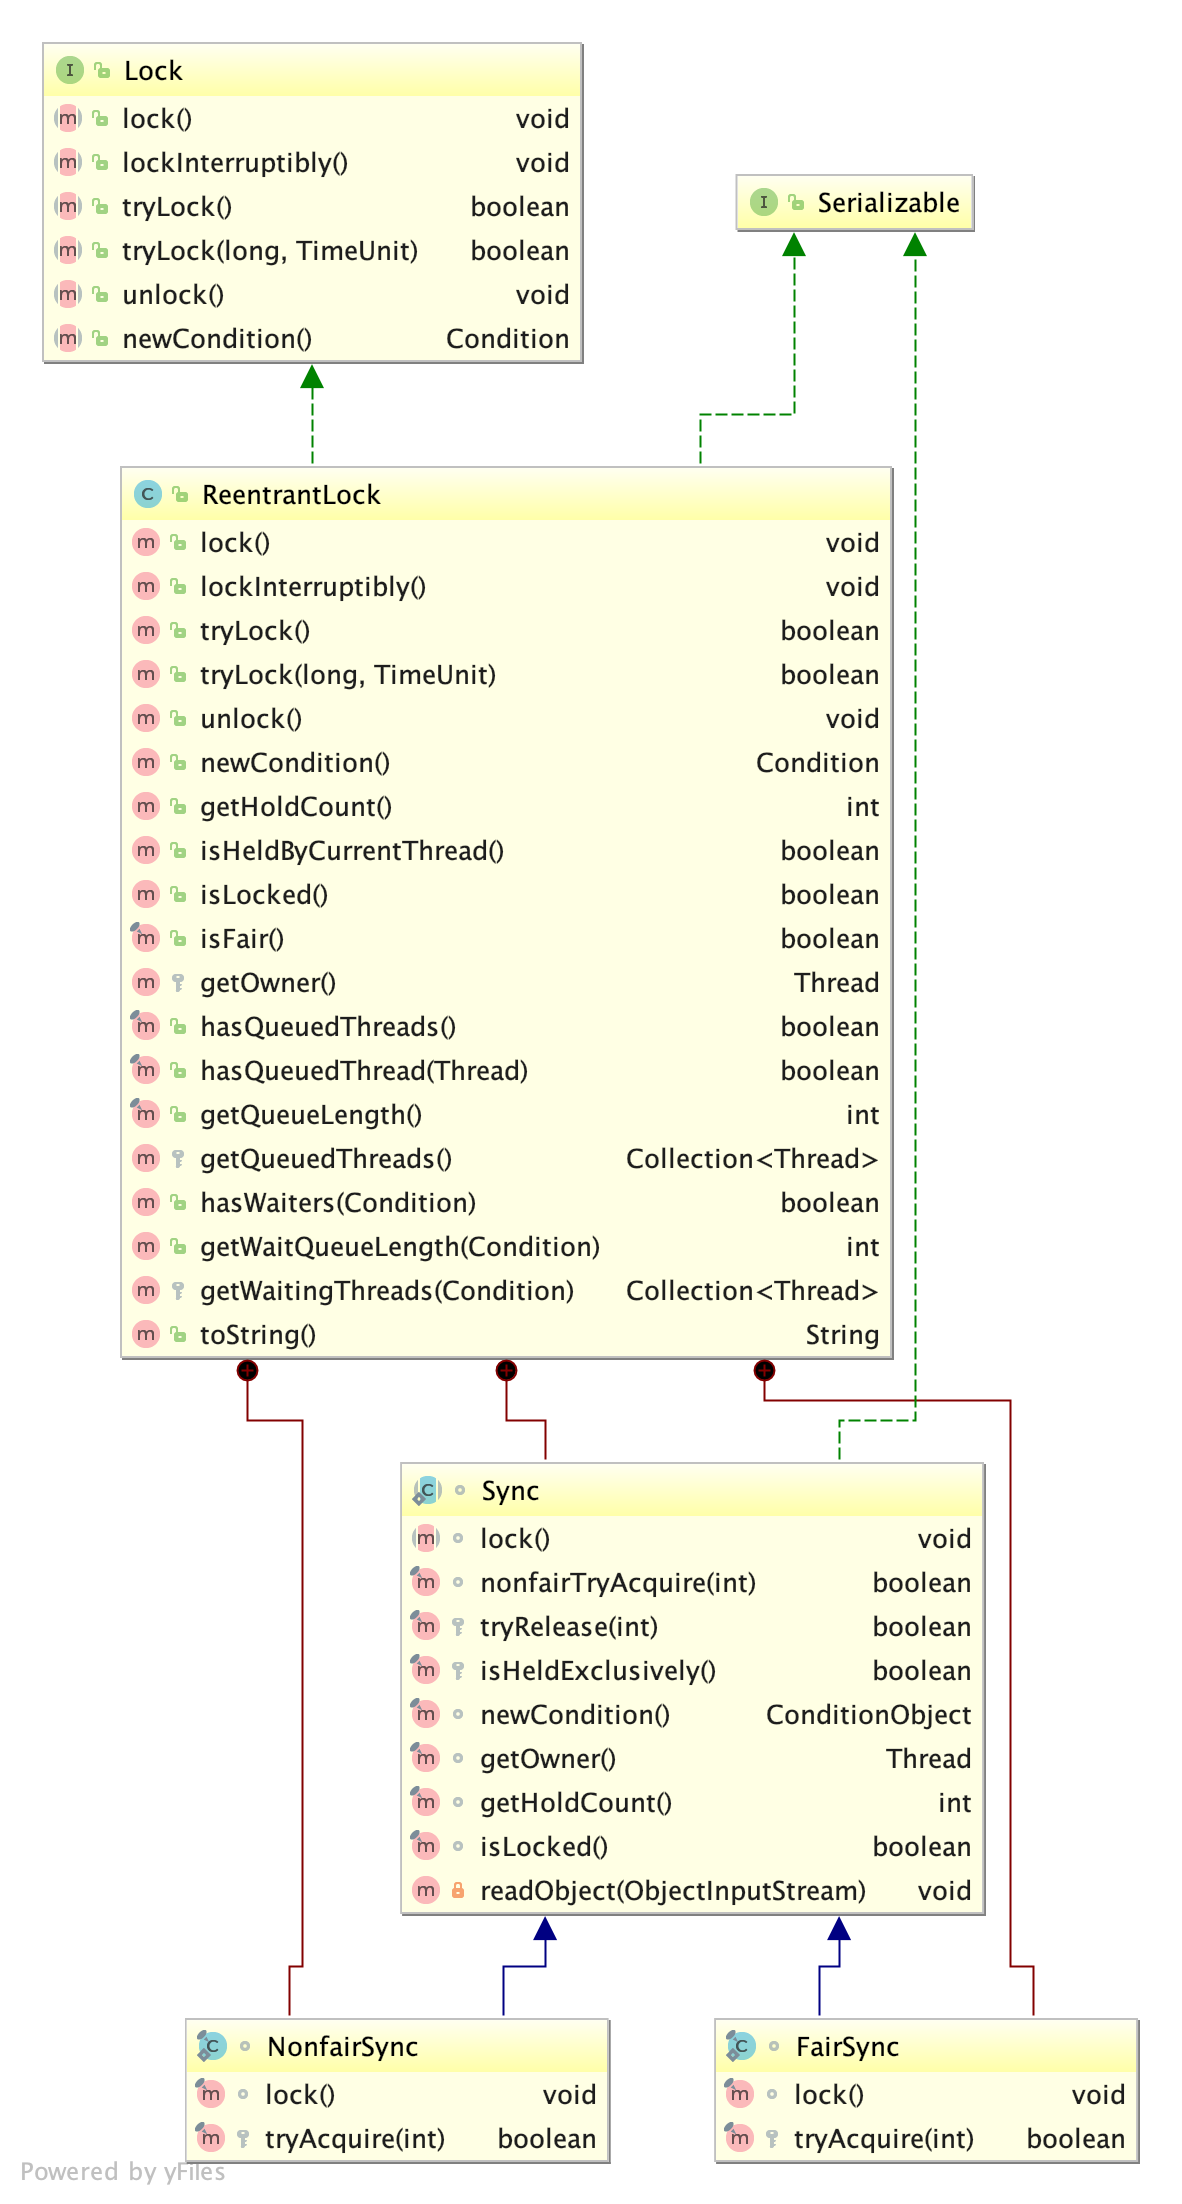 Lock
lock() void
lockInterruptibly() void
tryLock() boolean
tryLock(long, TimeUnit) boolean
unlock() void
newCondition() Condition
Serializable
ReentrantLock
lock() void
lockInterruptibly() void
tryLock() boolean
tryLock(long, TimeUnit) boolean
unlock() void
newCondition() Condition
getHoldCount() int
isHeldByCurrentThread() boolean
isLocked() boolean
isFair() boolean
getOwner() Thread
hasQueuedThreads() boolean
hasQueuedThread(Thread) boolean
getQueueLength() int
getQueuedThreads() Collection<Thread>
hasWaiters(Condition) boolean
getWaitQueueLength(Condition) int
getWaitingThreads(Condition) Collection<Thread>
toString() String
Sync
lock() void
nonfairTryAcquire(int) boolean
tryRelease(int) boolean
isHeldExclusively() boolean
newCondition() ConditionObject
getOwner() Thread
getHoldCount() int
isLocked() boolean
readObject(ObjectInputStream) void
NonfairSync
lock() void
tryAcquire(int) boolean
FairSync
lock() void
tryAcquire(int) boolean
Powered by yFiles